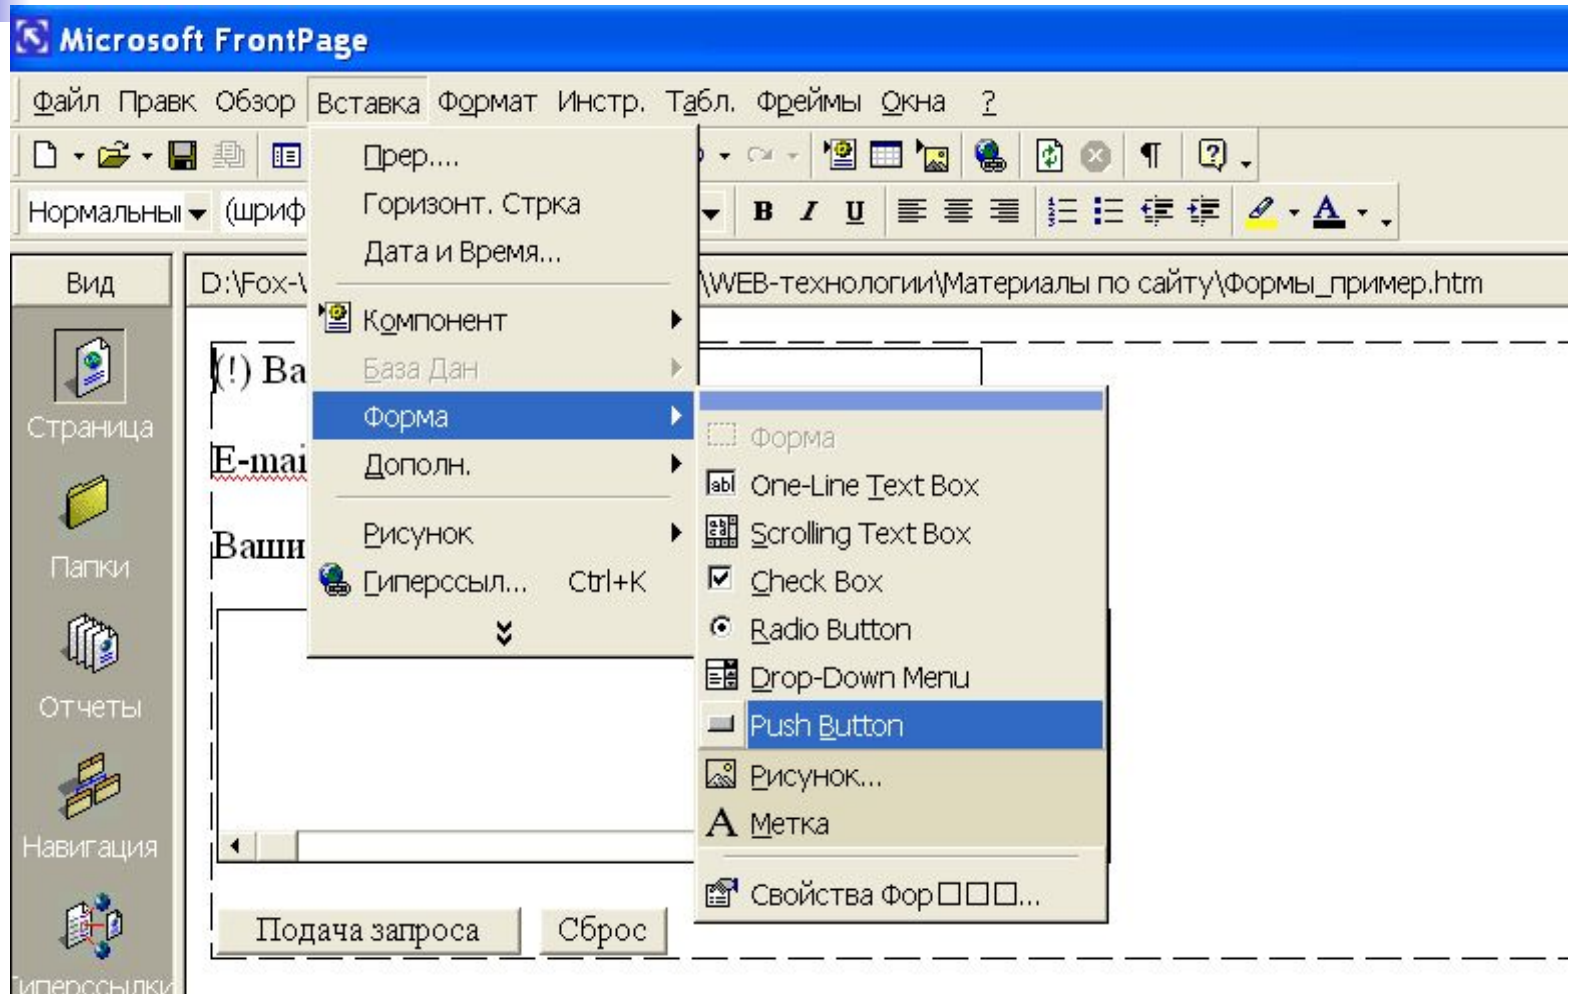 Microsoft FrontPage
Файл Правк Обзор Вставка Формат Инстр. Табл. Фреймы Окна ?
Нормальны (шриф
Ж К Ч
Вид
D:\Fox-\ \WEB-технологии\Материалы по сайту\Формы_пример.htm
Прер....
Горизонт. Стрка
Дата и Время...
Компонент
База Дан
Форма
Дополн.
Рисунок
Гиперссыл... Ctrl+K
Форма
One-Line Text Box
Scrolling Text Box
Check Box
Radio Button
Drop-Down Menu
Push Button
Рисунок...
Метка
Свойства Фор□□□...
Страница
Папки
Отчеты
Навигация
Гиперссылки
(!) Ва
E-mai
Ваши
Подача запроса Сброс